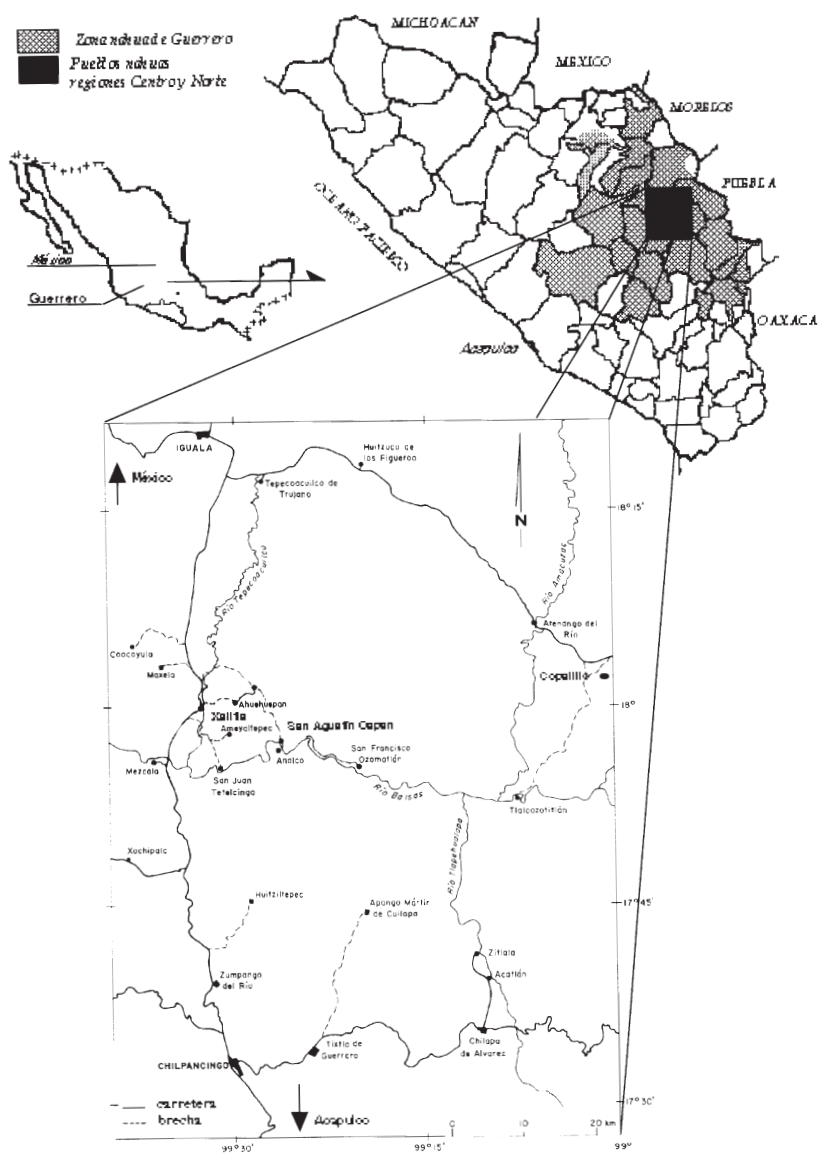 Zona nahua de Guerrero
Pueblos nahuas
regiones Centro y Norte
MICHOACAN
MEXICO
MORELOS
PUEBLA
OAXACA
OCEANO PACIFICO
Acapulco
México
Guerrero
IGUALA
México
Huitzuco de
los Figueroa
Tepecoacuilco de
Trujano
N
18°15'
Río Tepecoacuilco
Río Amacuzac
Atenango del
Río
Cocoyula
Maxela
Copalillo
Ahuehuepan
Xalitla
Ameyaltepec
18°
San Agustín Oapan
San Francisco
Ozomatlán
Analco
Mezcala
San Juan
Tetelcingo
Río Balsas
Tlalcozotitlán
Río Tlapehualapa
Xochipala
Huitziltepec
Apango Mártir
de Cuilapa
17°45'
Zitlala
Acatlán
Zumpango
del Río
Chilapa
de Alvarez
Tixtla de
Guerrero
CHILPANCINGO
carretera
brecha
Acapulco
17°30'
0 10 20 km
99°30' 99°15' 99°